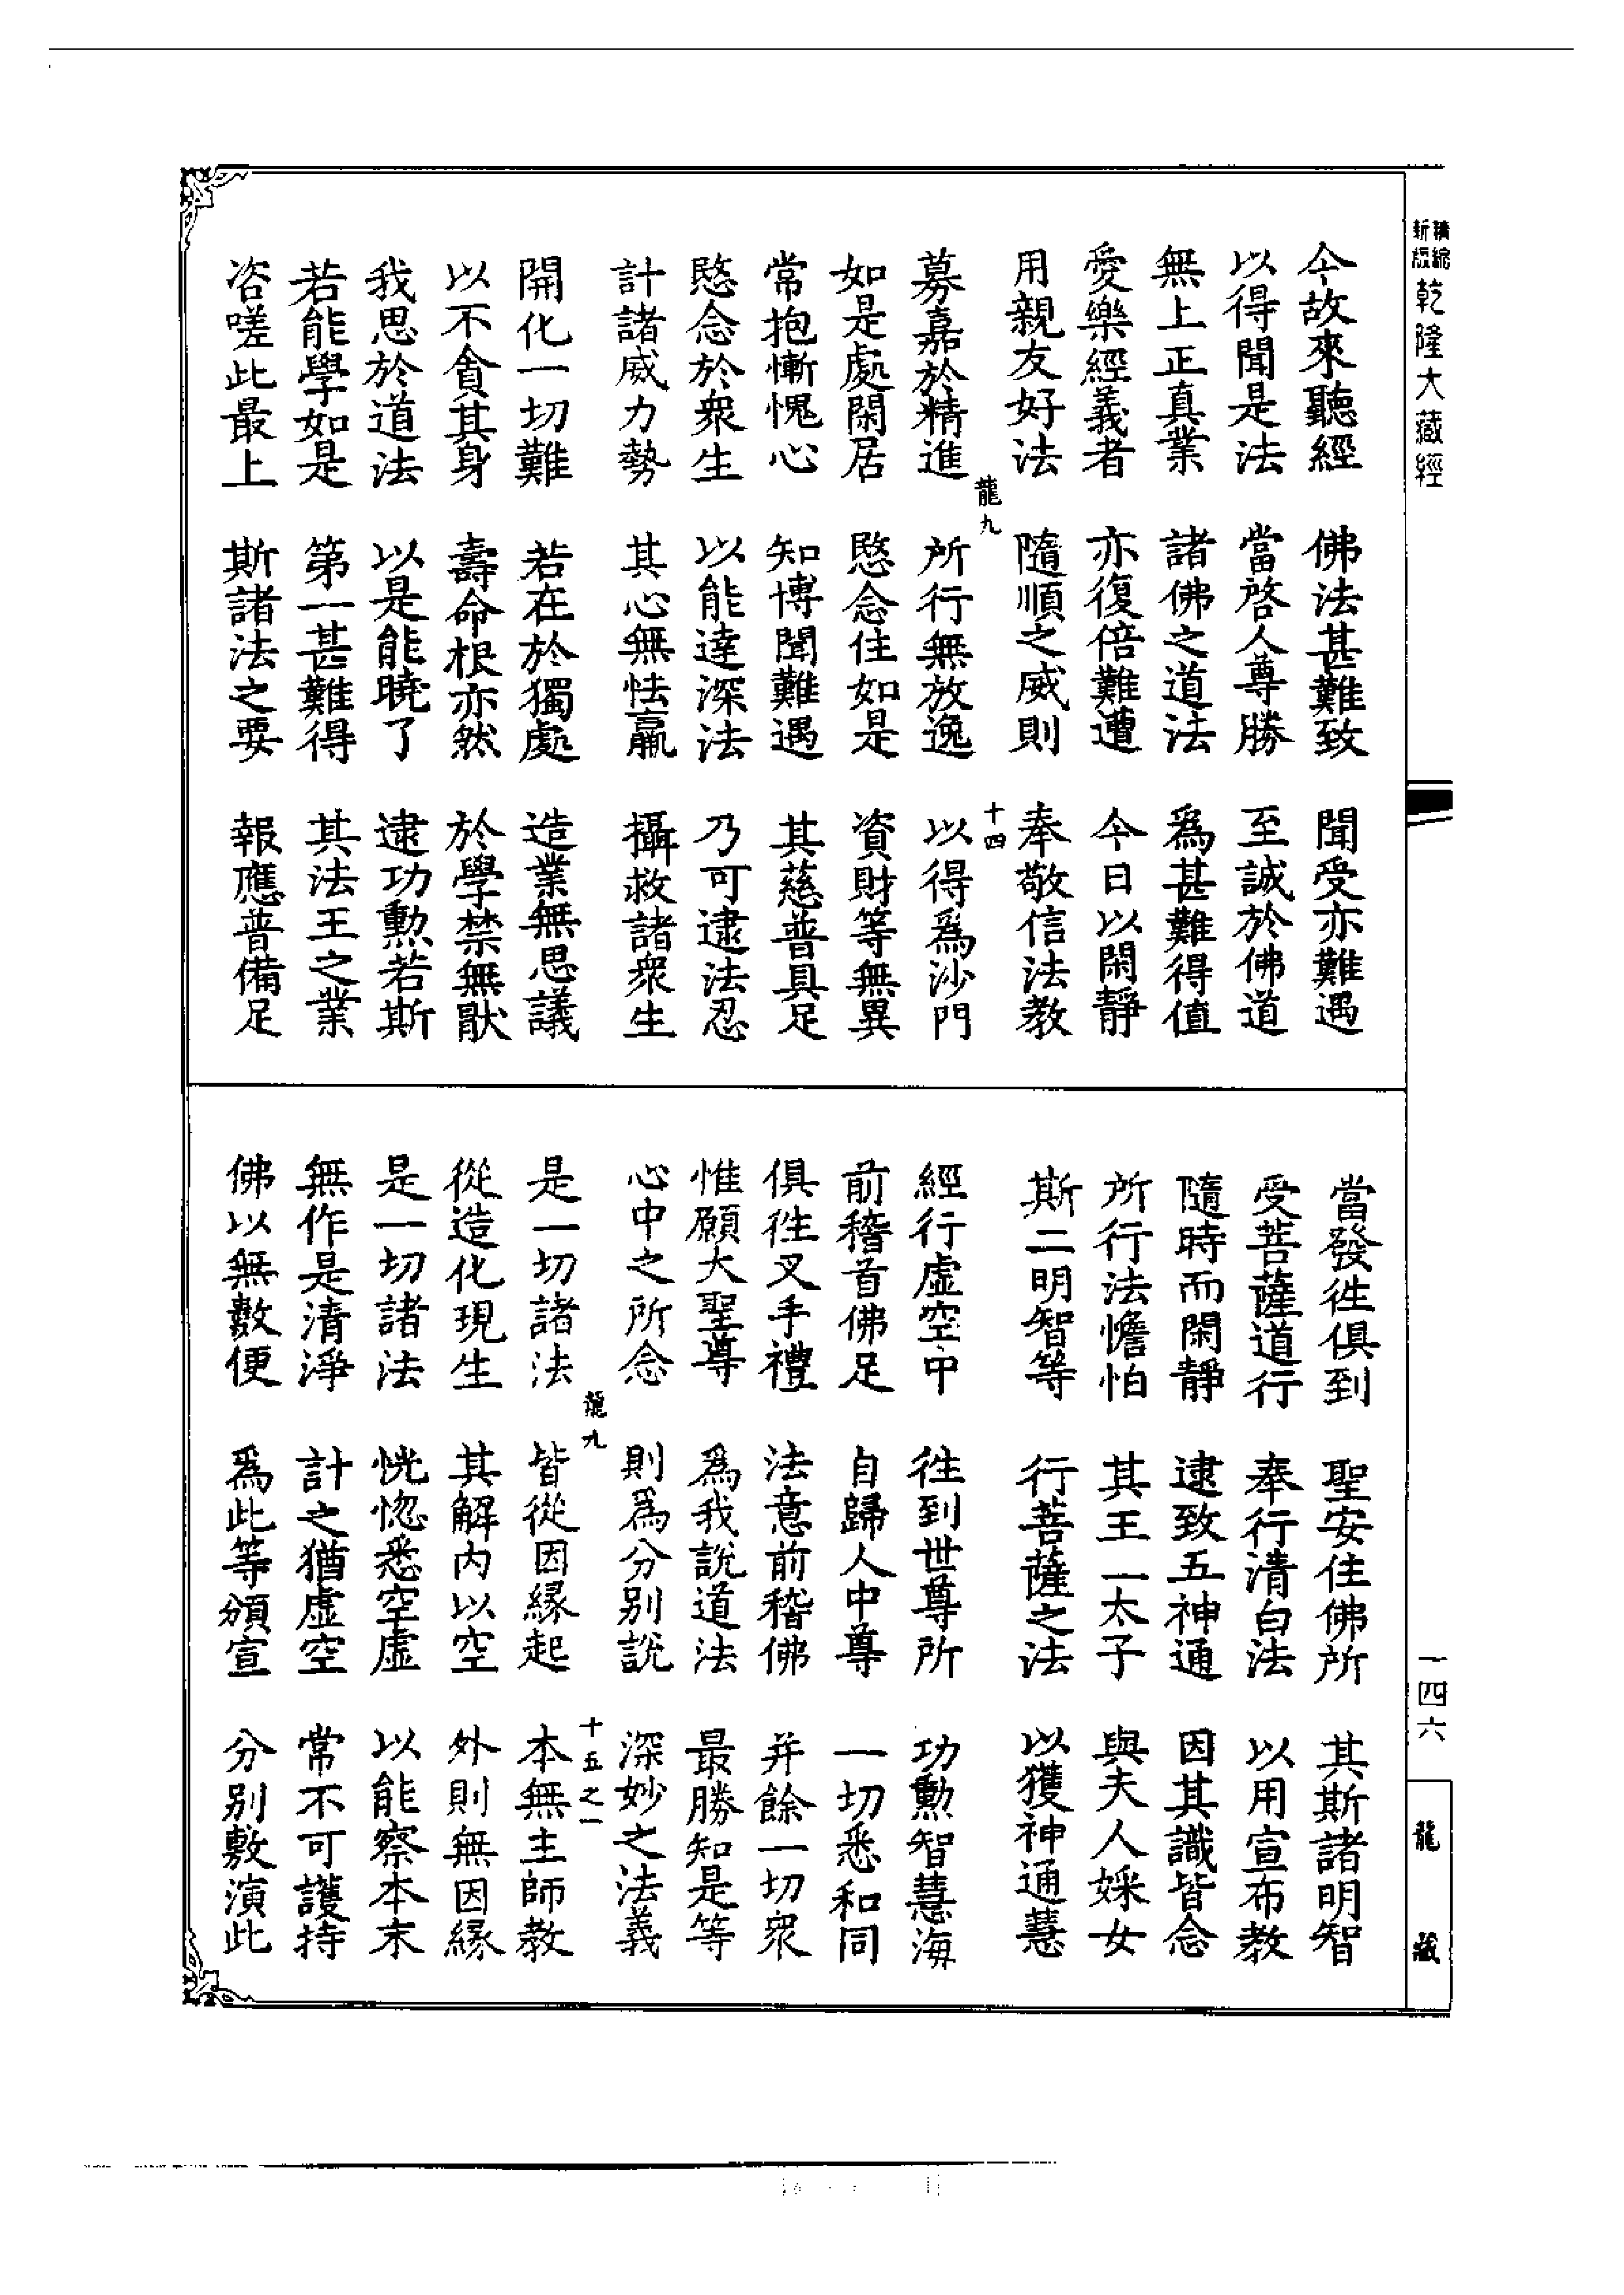 新編縮版 乾隆大藏經
今故來聽經 佛法甚難致 聞受亦難遇
以得聞是法 當啓人尊勝 至誠於佛道
無上正真業 諸佛之道法 為甚難得值
愛樂經義者 亦復倍難遭 今日以閑靜
用親友好法 隨順之威則 奉敬信法教
龍九 十四
募嘉於精進 所行無放逸 以得為沙門
如是處閑居 愍念住如是 資財等無異
常抱慚愧心 知博聞難遇 其慈普具足
愍念於衆生 以能達深法 乃可逮法忍
計諸威力勢 其心無怯羸 攝救諸衆生
開化一切難 若在於獨處 造業無思議
以不貪其身 壽命根亦然 於學禁無猒
我思於道法 以是能曉了 逮功勲若斯
若能學如是 第一甚難得 其法王之業
咨嗟此最上 斯諸法之要 報應普備足
當發往俱到 聖安住佛所 其斯諸明智
受菩薩道行 奉行清白法 以用宣布教
隨時而閑靜 逮致五神通 因其識皆念
所行法憺怕 其王一太子 與夫人婇女
斯二明智等 行菩薩之法 以獲神通慧
經行虛空中 往到世尊所 功勲智慧海
前稽首佛足 自歸人中尊 一切悉和同
俱往叉手禮 法意前稽佛 并餘一切衆
惟願大聖尊 為我說道法 最勝知是等
心中之所念 則為分別說 深妙之法義
龍九 十五之一
是一切諸法 皆從因緣起 本無主師教
從造化現生 其解內以空 外則無因緣
是一切諸法 恍惚悉空虛 以能察本末
無作是清淨 計之猶虛空 常不可護持
佛以無數便 為此等頒宣 分別敷演此
一四六
龍藏